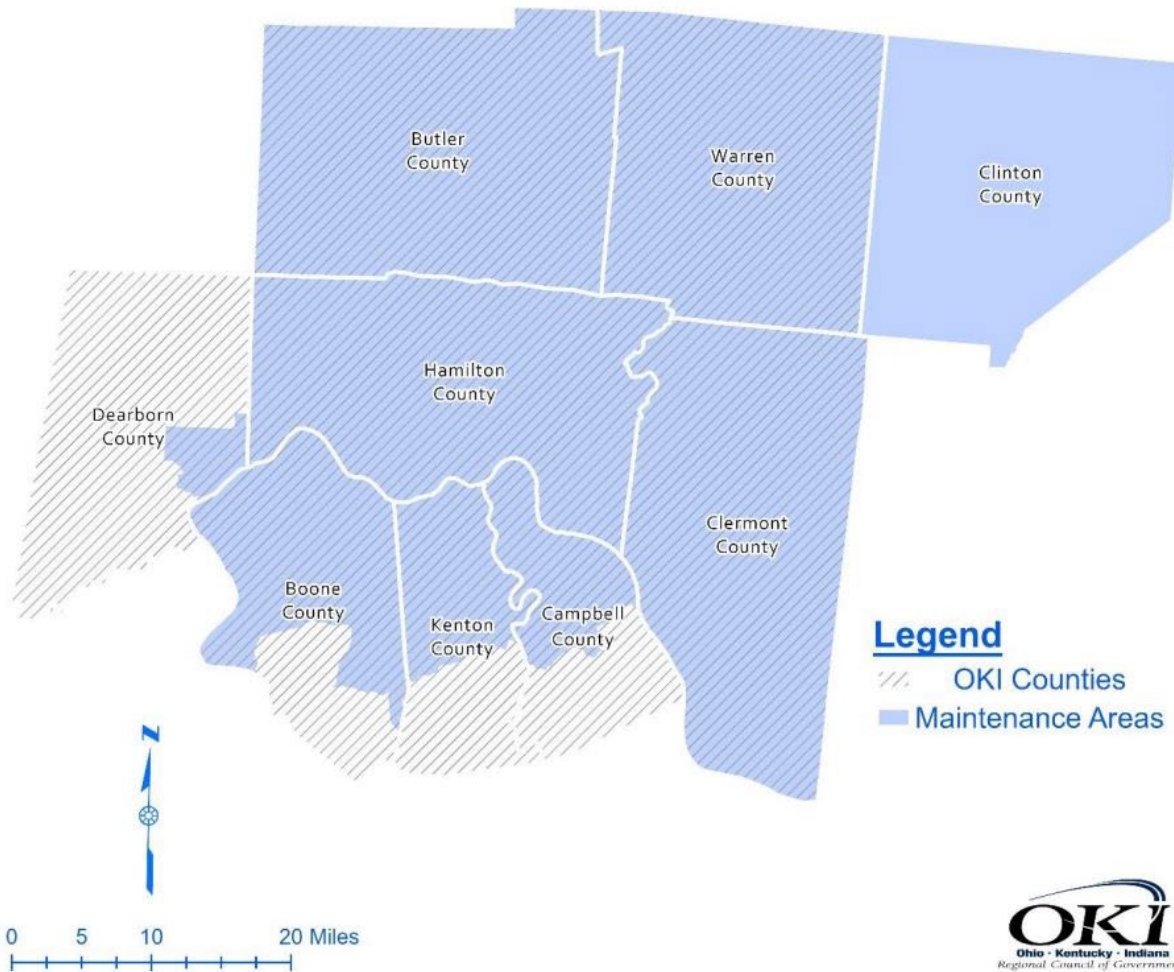 Butler
County
Warren
County
Clinton
County
Hamilton
County
Dearborn
County
Clermont
County
Boone
County
Kenton
County
Campbell
County
Legend
OKI Counties
Maintenance Areas
N
0 5 10 20 Miles
OKI
Ohio · Kentucky · Indiana
Regional Council of Governme